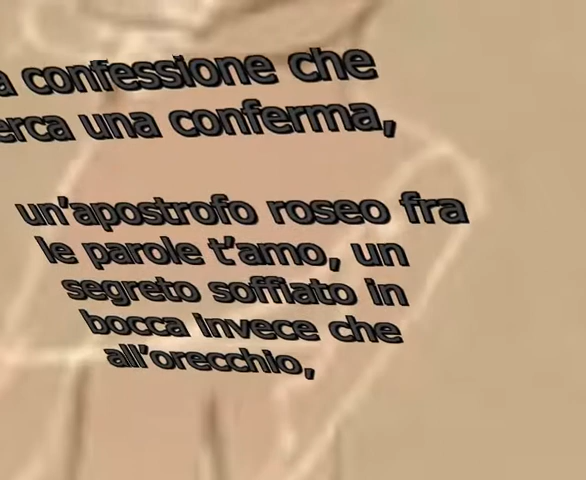 a confessione che
erca una conferma,
un'apostrofo roseo fra
le parole t'amo, un
segreto soffiato in
bocca invece che
all'orecchio,